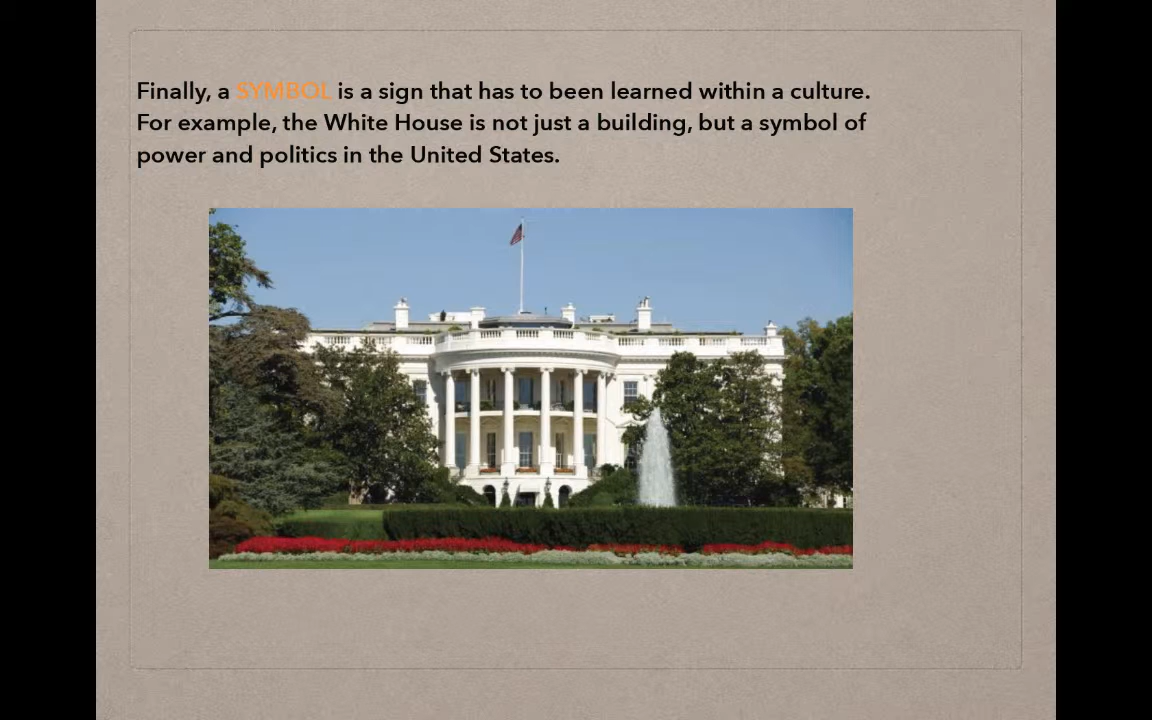 Finally, a SYMBOL is a sign that has to been learned within a culture.
For example, the White House is not just a building, but a symbol of
power and politics in the United States.